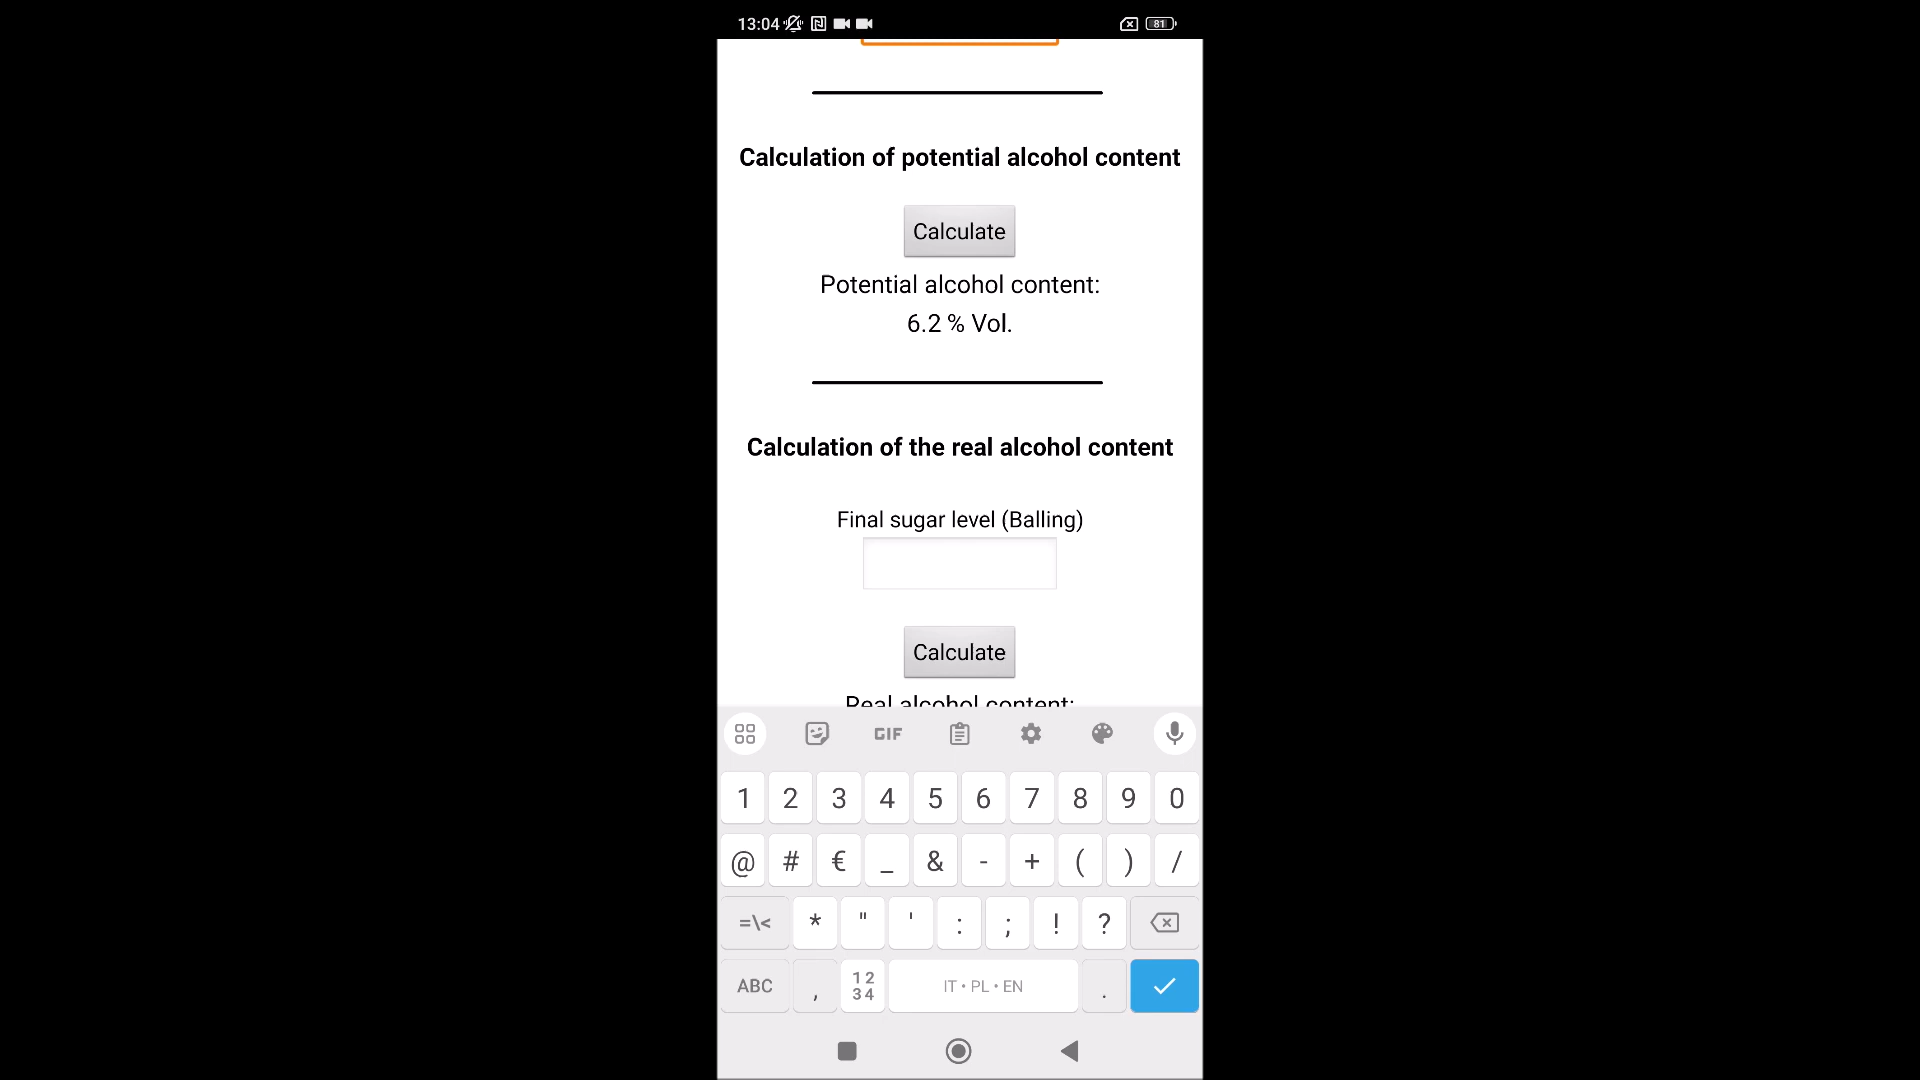 13:04 81
Calculation of potential alcohol content
Calculate
Potential alcohol content:
6.2 % Vol.
Calculation of the real alcohol content
Final sugar level (Balling)
Calculate
Real alcohol content:
GIF
1 2 3 4 5 6 7 8 9 0
@ # € _ & - + ( ) /
=\< * " ' : ; ! ?
ABC , 12 34 IT • PL • EN .